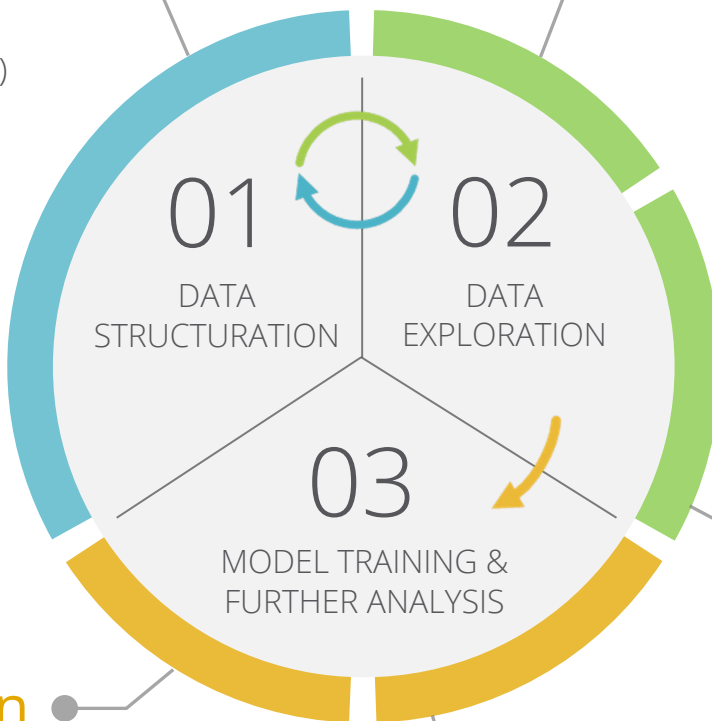 )
01
DATA
STRUCTURATION
02
DATA
EXPLORATION
03
MODEL TRAINING &
FURTHER ANALYSIS
n